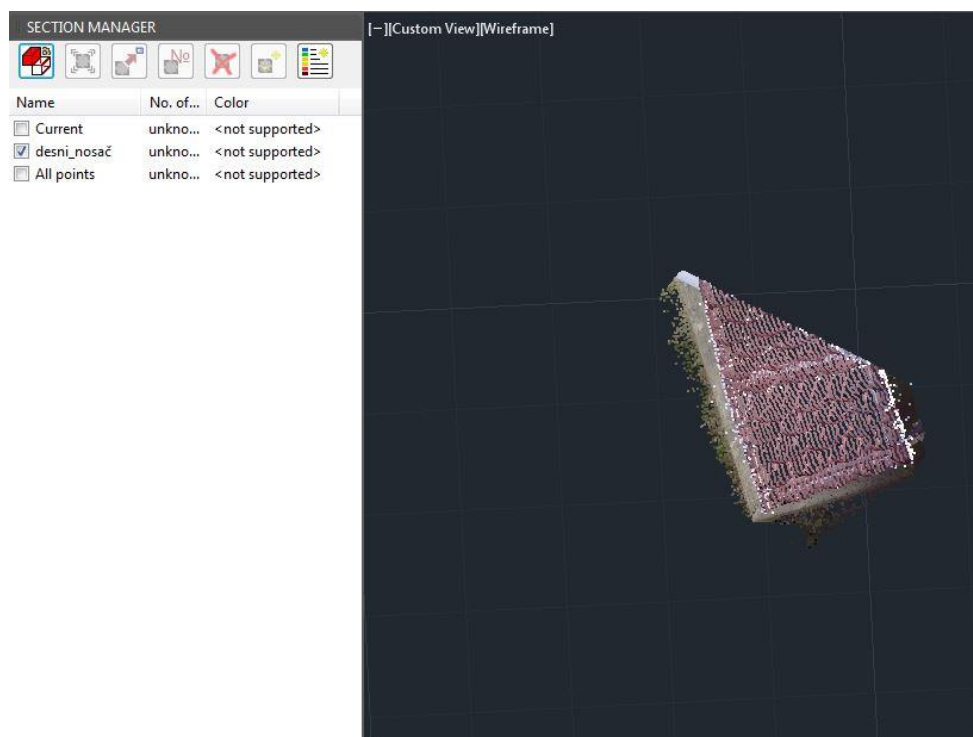 SECTION MANAGER
[−][Custom View][Wireframe]
Nº
Name No. of... Color
Current unkno... <not supported>
desni_nosač unkno... <not supported>
All points unkno... <not supported>